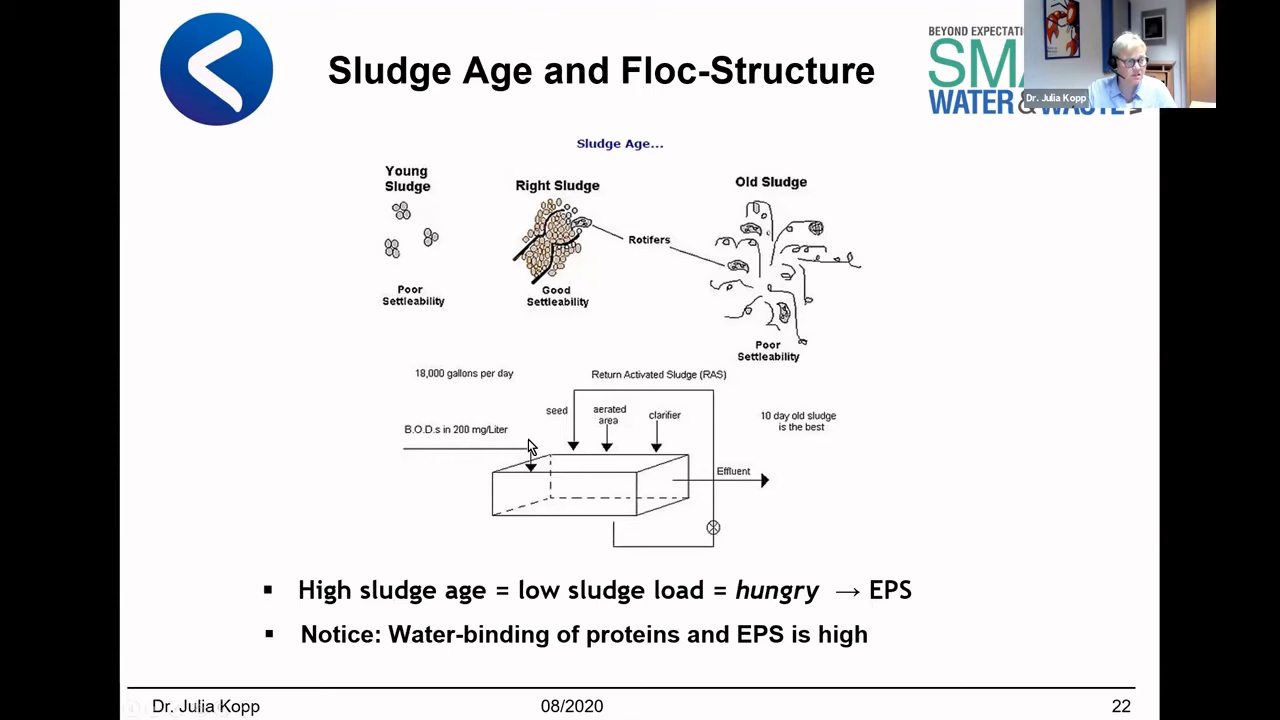 Sludge Age and Floc-Structure
BEYOND EXPECTATI
SM
WATER & WASTE
Dr. Julia Kopp
Sludge Age...
Young
Sludge
Right Sludge
Old Sludge
Rotifers
Poor
Settleability
Good
Settleability
Poor
Settleability
18,000 gallons per day
Return Activated Sludge (RAS)
seed
aerated
area
clarifier
10 day old sludge
is the best
B.O.D.s in 200 mg/Liter
Effluent
▪ High sludge age = low sludge load = hungry → EPS
▪ Notice: Water-binding of proteins and EPS is high
Dr. Julia Kopp
08/2020
22